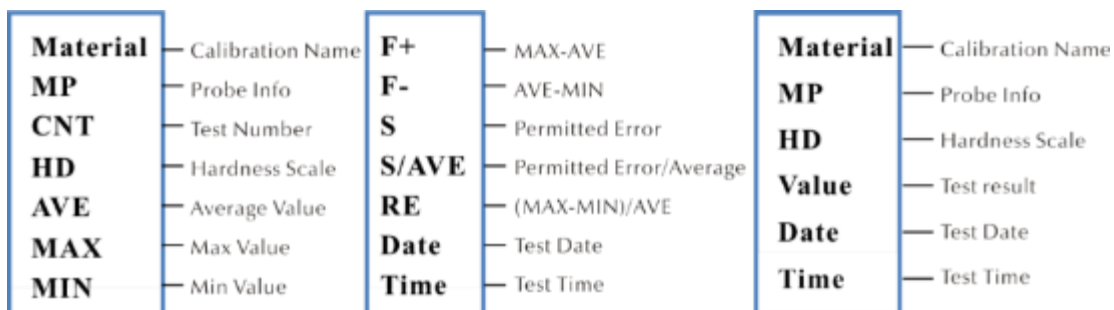 Material Calibration Name
MP Probe Info
CNT Test Number
HD Hardness Scale
AVE Average Value
MAX Max Value
MIN Min Value
F+ MAX-AVE
F- AVE-MIN
S Permitted Error
S/AVE Permitted Error/Average
RE (MAX-MIN)/AVE
Date Test Date
Time Test Time
Material Calibration Name
MP Probe Info
HD Hardness Scale
Value Test result
Date Test Date
Time Test Time